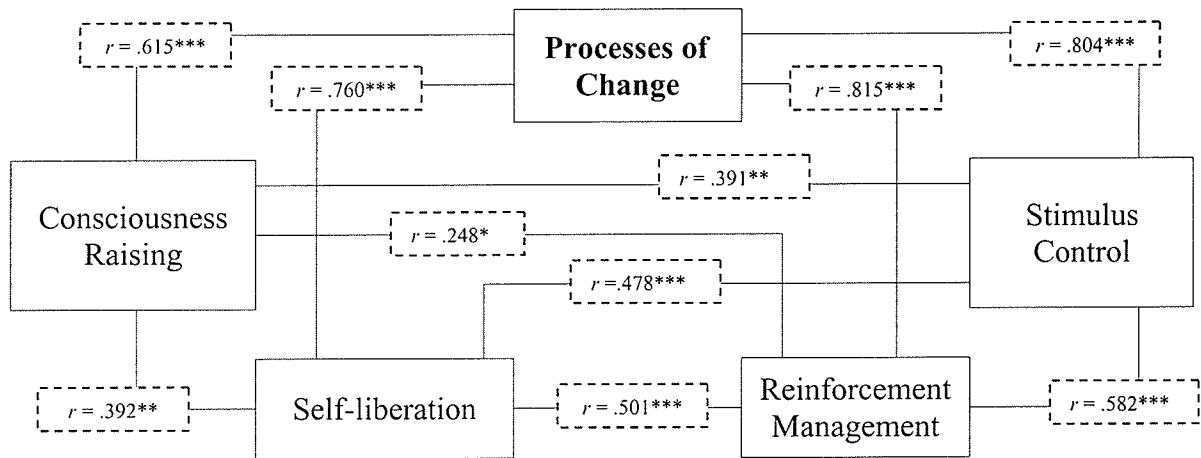 r = .615***
Processes of
Change
r = .804***
r = .760***
r = .815***
r = .391**
Consciousness
Raising
Stimulus
Control
r = .248*
r =.478***
r = .392**
Self-liberation
r = .501***
Reinforcement
Management
r = .582***